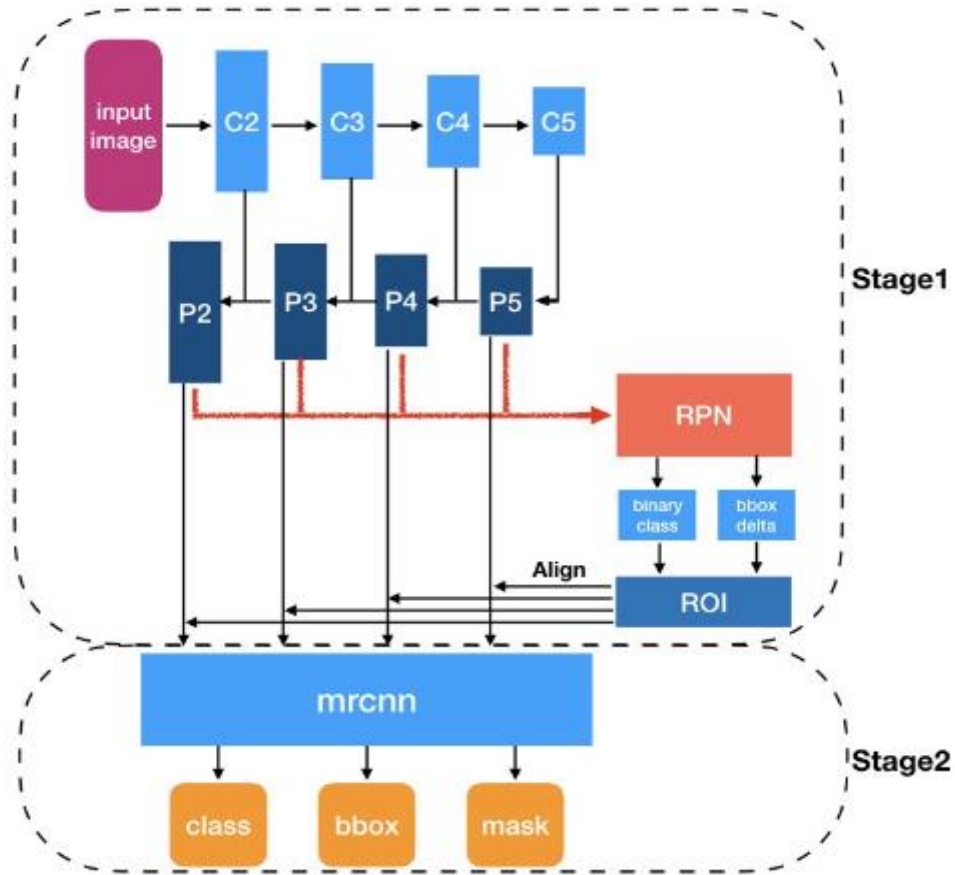 input
image
C2
C3
C4
C5
P2
P3
P4
P5
Stage1
RPN
binary
class
bbox
delta
Align
ROI
mrcnn
Stage2
class
bbox
mask